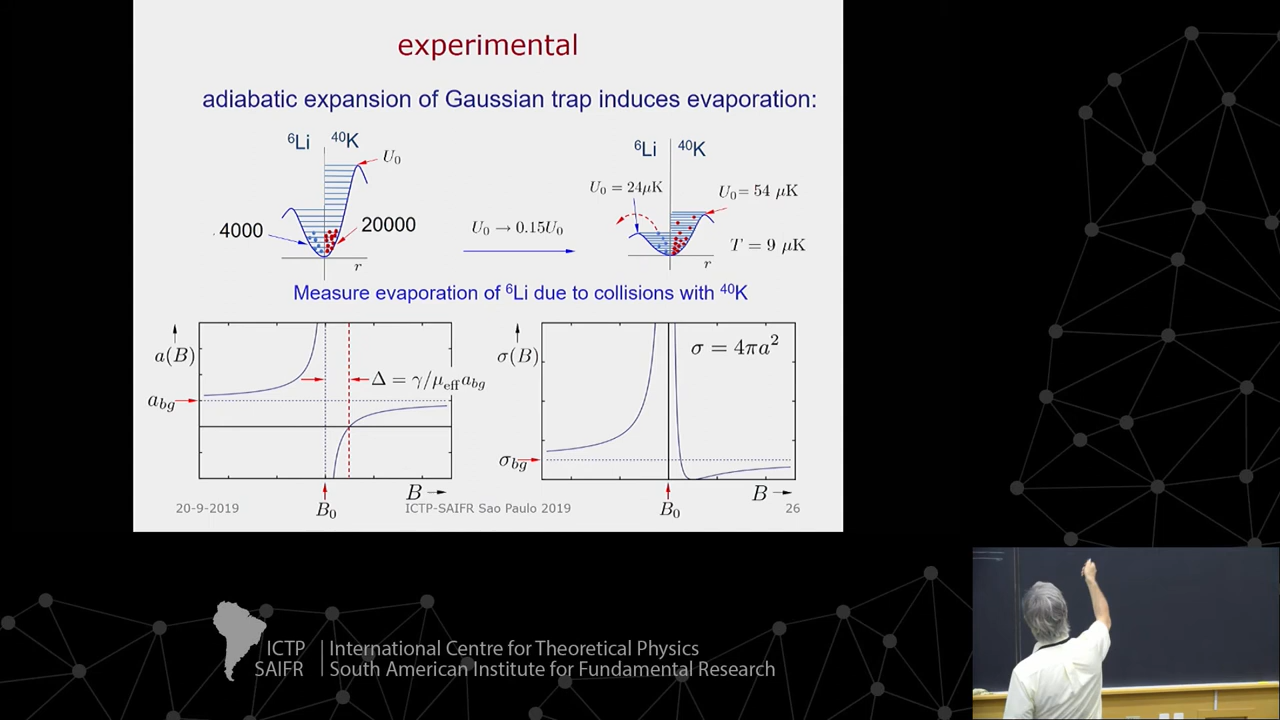 experimental
adiabatic expansion of Gaussian trap induces evaporation:
⁶Li ⁴⁰K
U₀
4000
20000
r
U₀ → 0.15U₀
⁶Li ⁴⁰K
U₀ = 24μK
U₀ = 54 μK
T = 9 μK
r
Measure evaporation of ⁶Li due to collisions with ⁴⁰K
a(B)
Δ = γ/μ_eff a_bg
a_bg
B
B₀
σ(B)
σ = 4πa²
σ_bg
B
B₀
20-9-2019
ICTP-SAIFR Sao Paulo 2019
26
ICTP
SAIFR
International Centre for Theoretical Physics
South American Institute for Fundamental Research